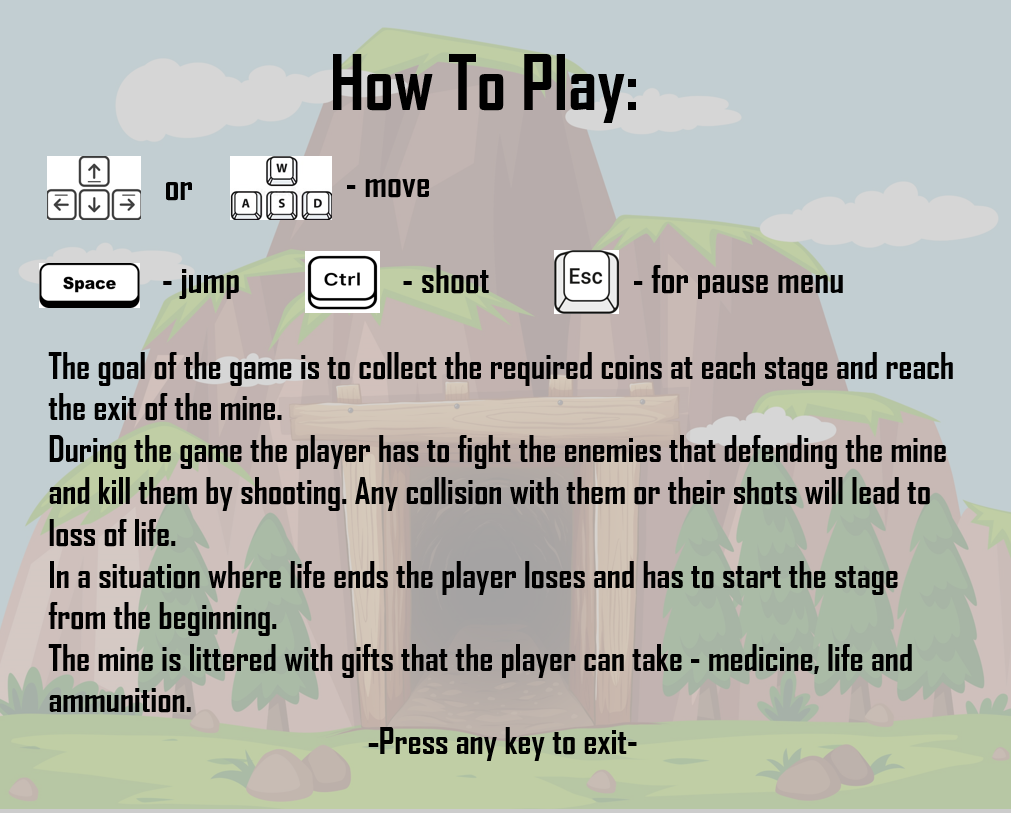 How To Play:
↑
← ↓ → or W
A S D - move
Space - jump Ctrl - shoot Esc - for pause menu
The goal of the game is to collect the required coins at each stage and reach
the exit of the mine.
During the game the player has to fight the enemies that defending the mine
and kill them by shooting. Any collision with them or their shots will lead to
loss of life.
In a situation where life ends the player loses and has to start the stage
from the beginning.
The mine is littered with gifts that the player can take - medicine, life and
ammunition.
-Press any key to exit-